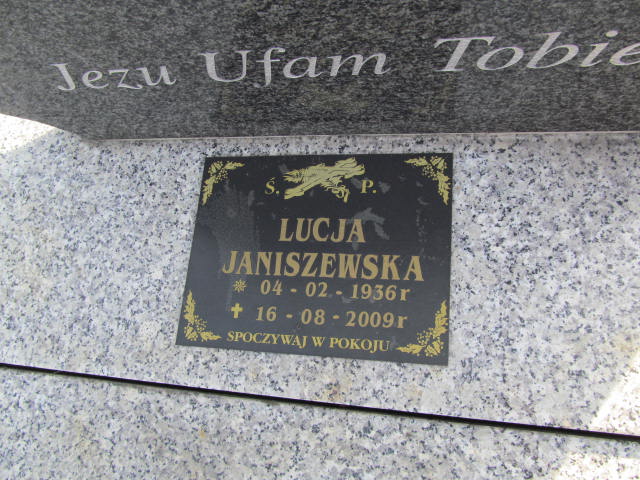 Jezu Ufam Tobie
Ś. P.
LUCJA
JANISZEWSKA
* 04 - 02 - 1936r
✝ 16 - 08 - 2009r
SPOCZYWAJ W POKOJU